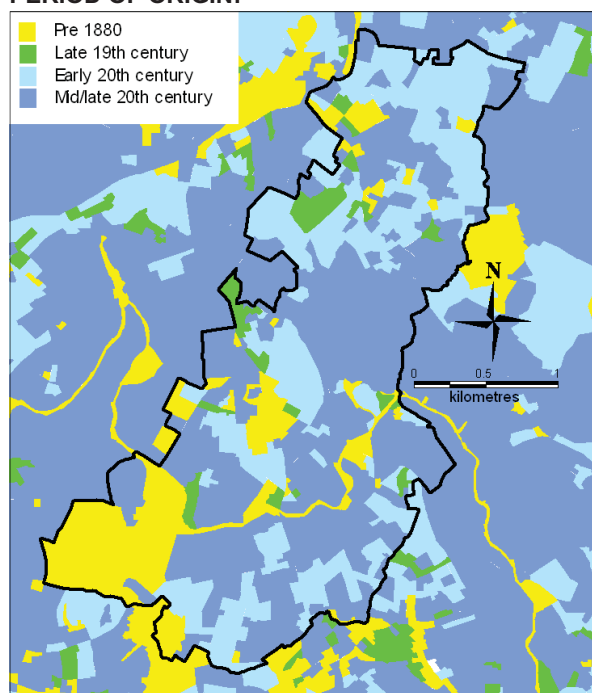 PERIOD OF ORIGIN:
Pre 1880
Late 19th century
Early 20th century
Mid/late 20th century
N
0 0.5 1
kilometres